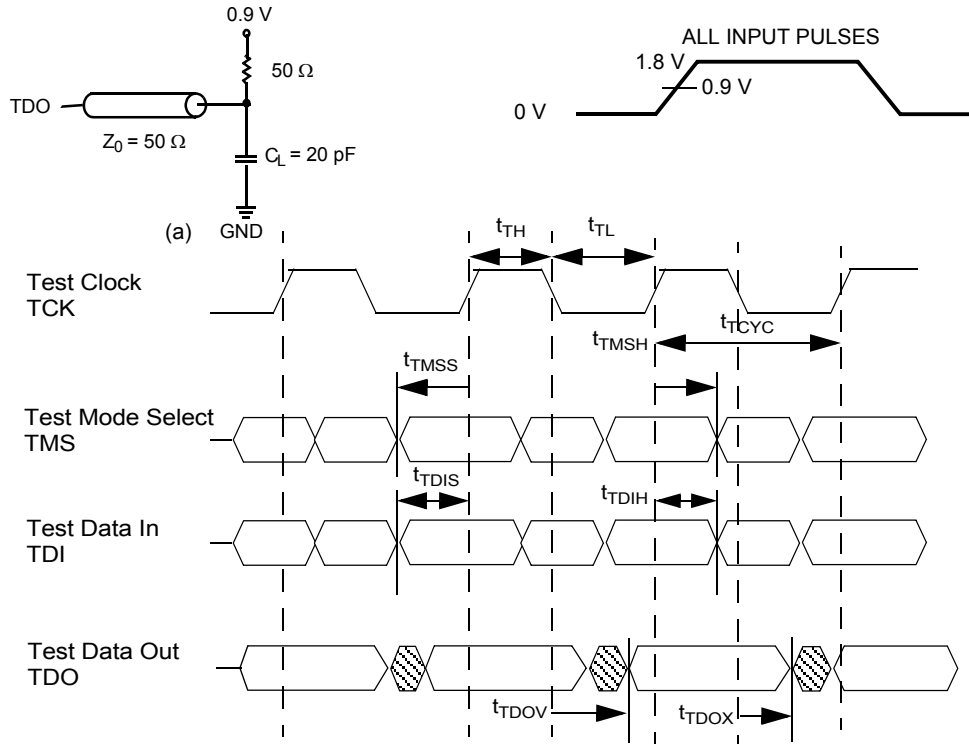 0.9 V
50 Ω
TDO
Z0 = 50 Ω
CL = 20 pF
(a)
GND
ALL INPUT PULSES
1.8 V
0.9 V
0 V
tTH
tTL
Test Clock
TCK
tTCYC
tTMSH
tTMSS
Test Mode Select
TMS
tTDIS
tTDIH
Test Data In
TDI
Test Data Out
TDO
tTDOV
tTDOX